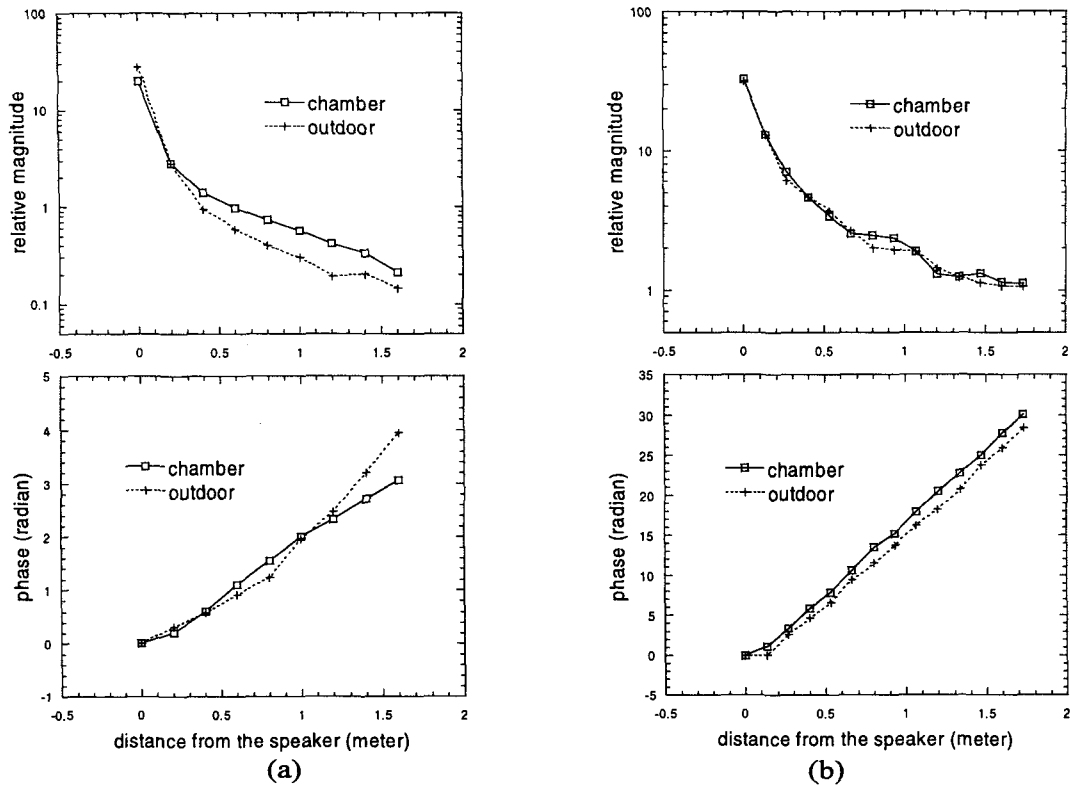 100
10
1
0.1
relative magnitude
chamber
outdoor
-0.5 0 0.5 1 1.5 2
5
4
3
2
1
0
-1
phase (radian)
chamber
outdoor
-0.5 0 0.5 1 1.5 2
distance from the speaker (meter)
(a)
100
10
1
relative magnitude
chamber
outdoor
-0.5 0 0.5 1 1.5 2
35
30
25
20
15
10
5
0
-5
phase (radian)
chamber
outdoor
-0.5 0 0.5 1 1.5 2
distance from the speaker (meter)
(b)